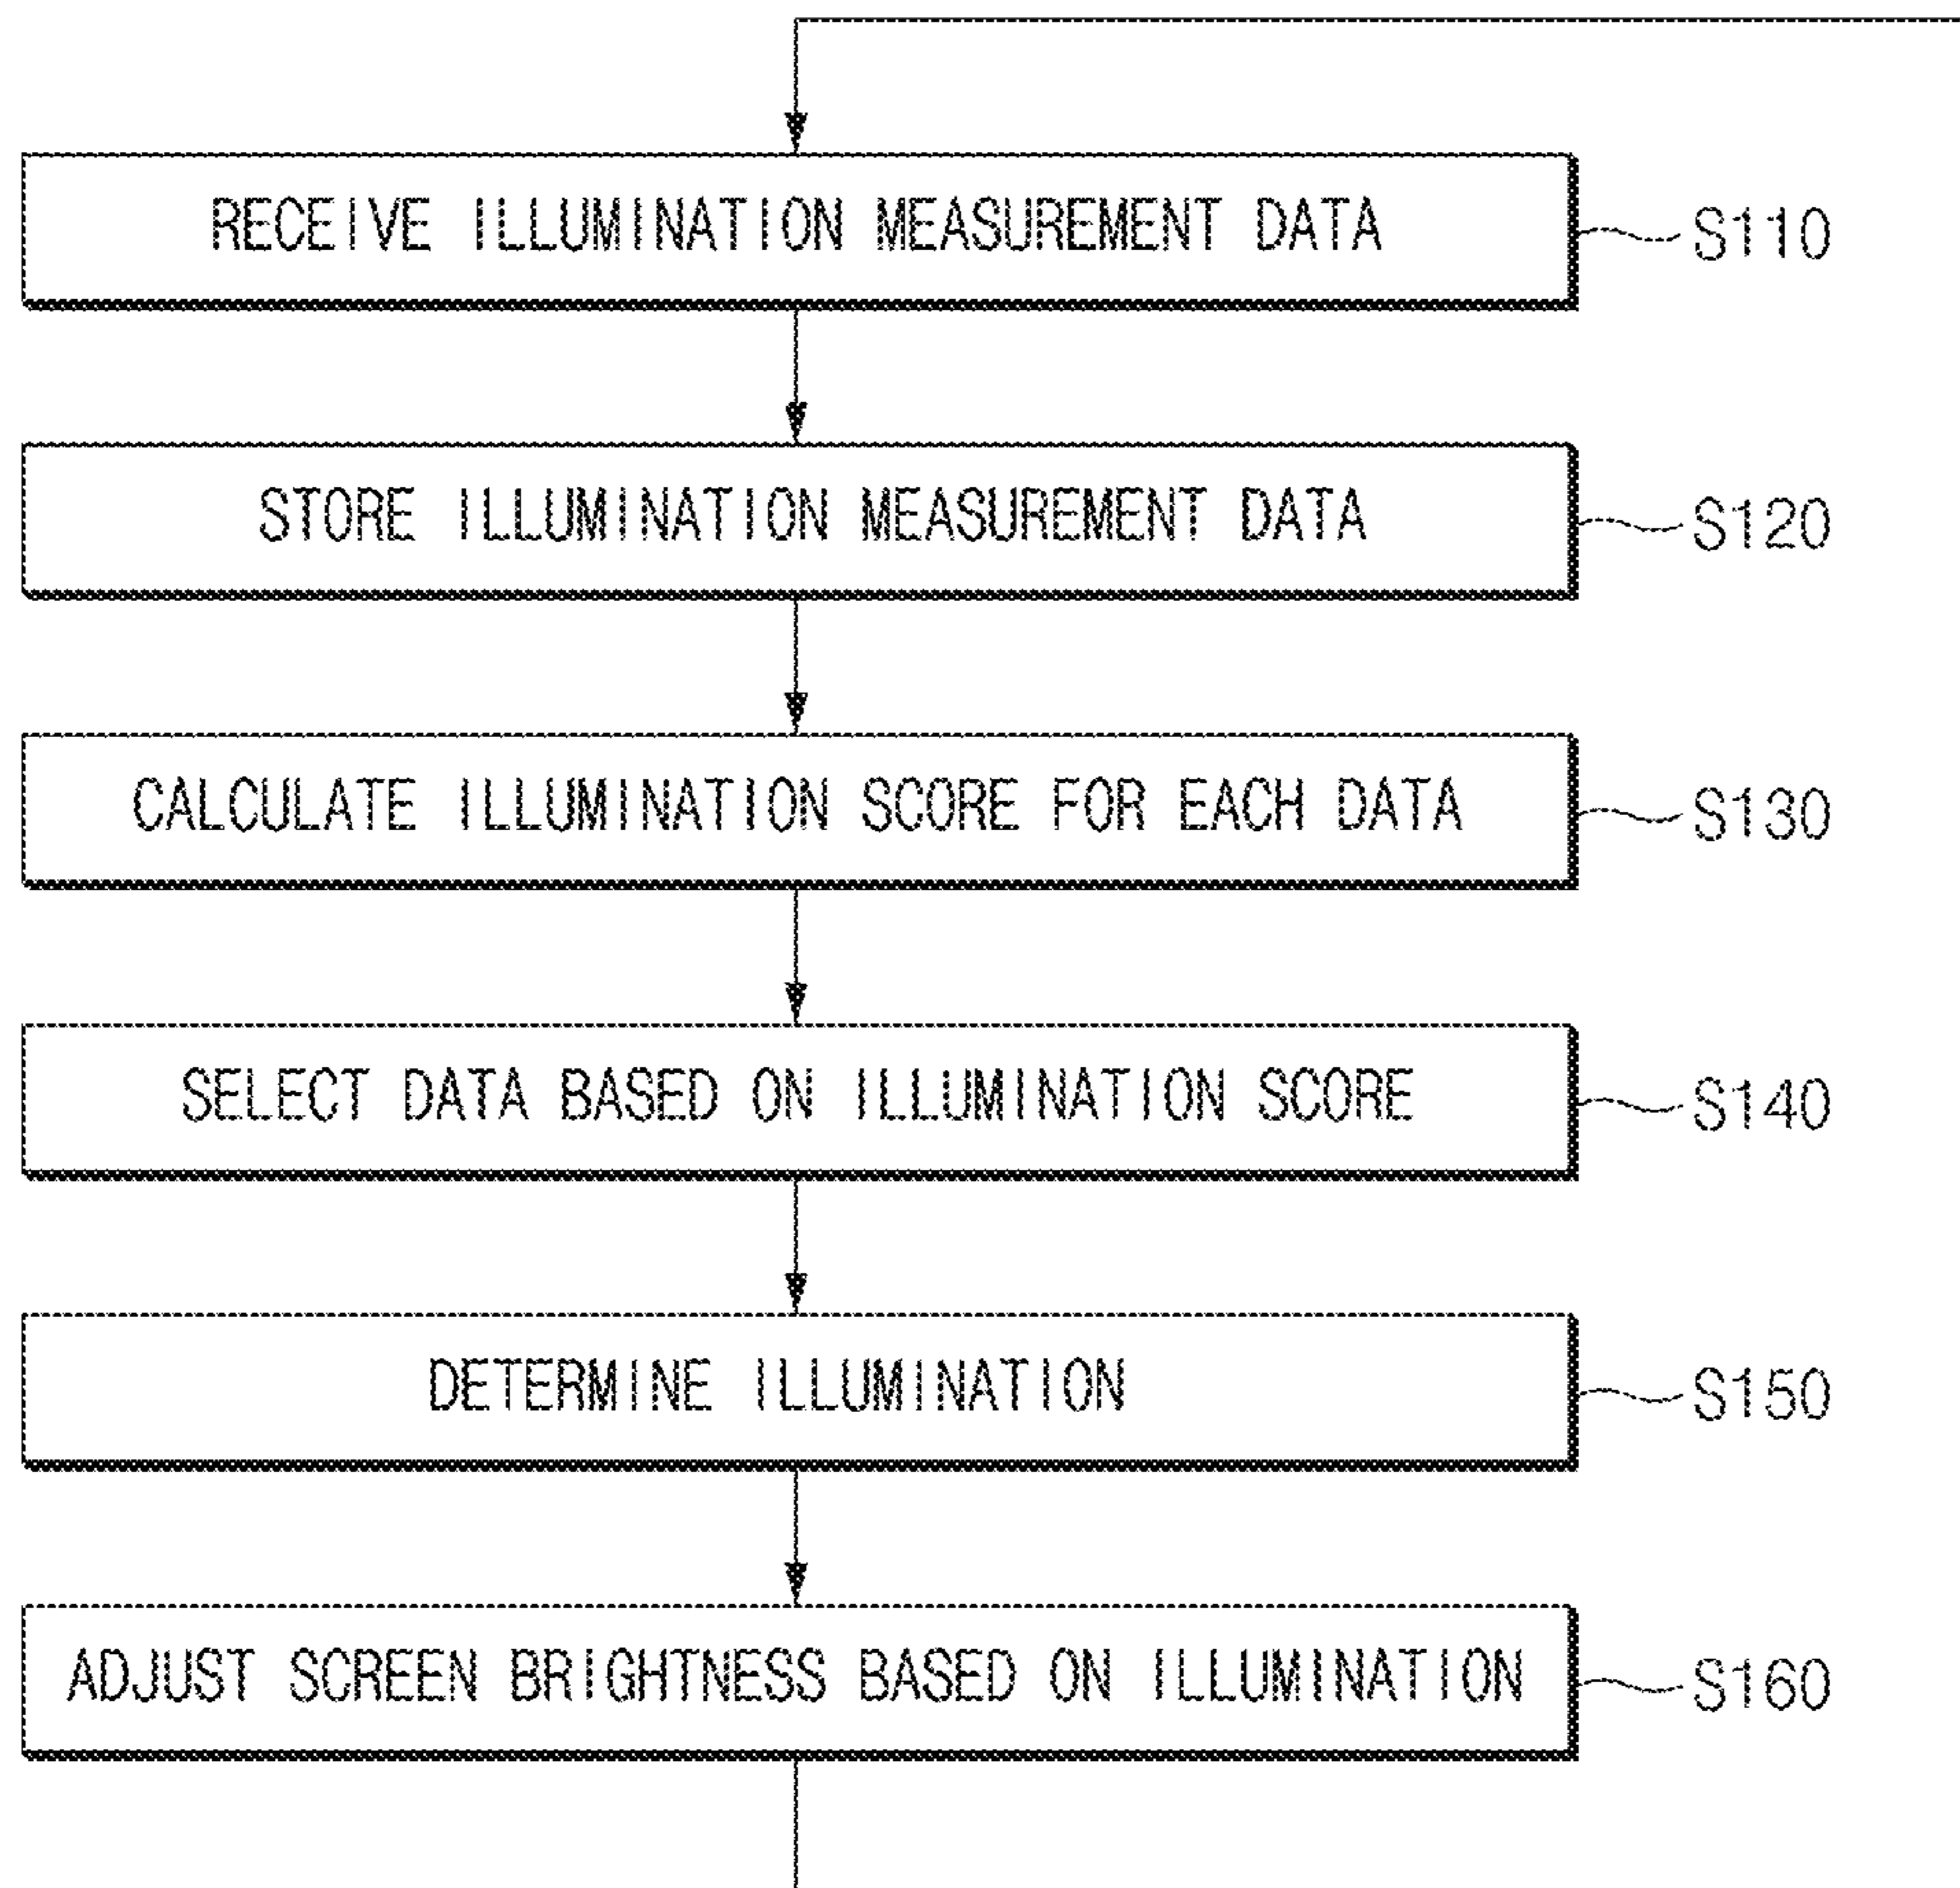 RECEIVE ILLUMINATION MEASUREMENT DATA
S110
STORE ILLUMINATION MEASUREMENT DATA
S120
CALCULATE ILLUMINATION SCORE FOR EACH DATA
S130
SELECT DATA BASED ON ILLUMINATION SCORE
S140
DETERMINE ILLUMINATION
S150
ADJUST SCREEN BRIGHTNESS BASED ON ILLUMINATION
S160